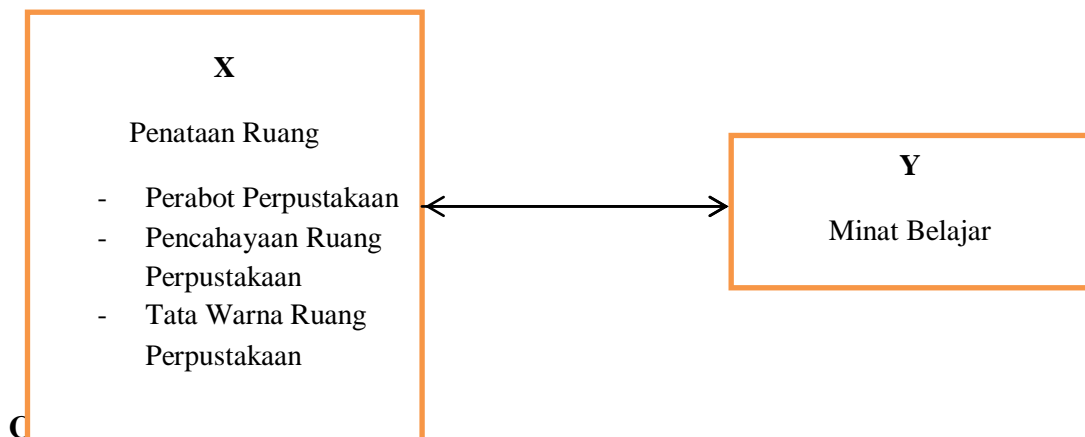 X
Penataan Ruang
- Perabot Perpustakaan
- Pencahayaan Ruang
Perpustakaan
- Tata Warna Ruang
Perpustakaan
Y
Minat Belajar